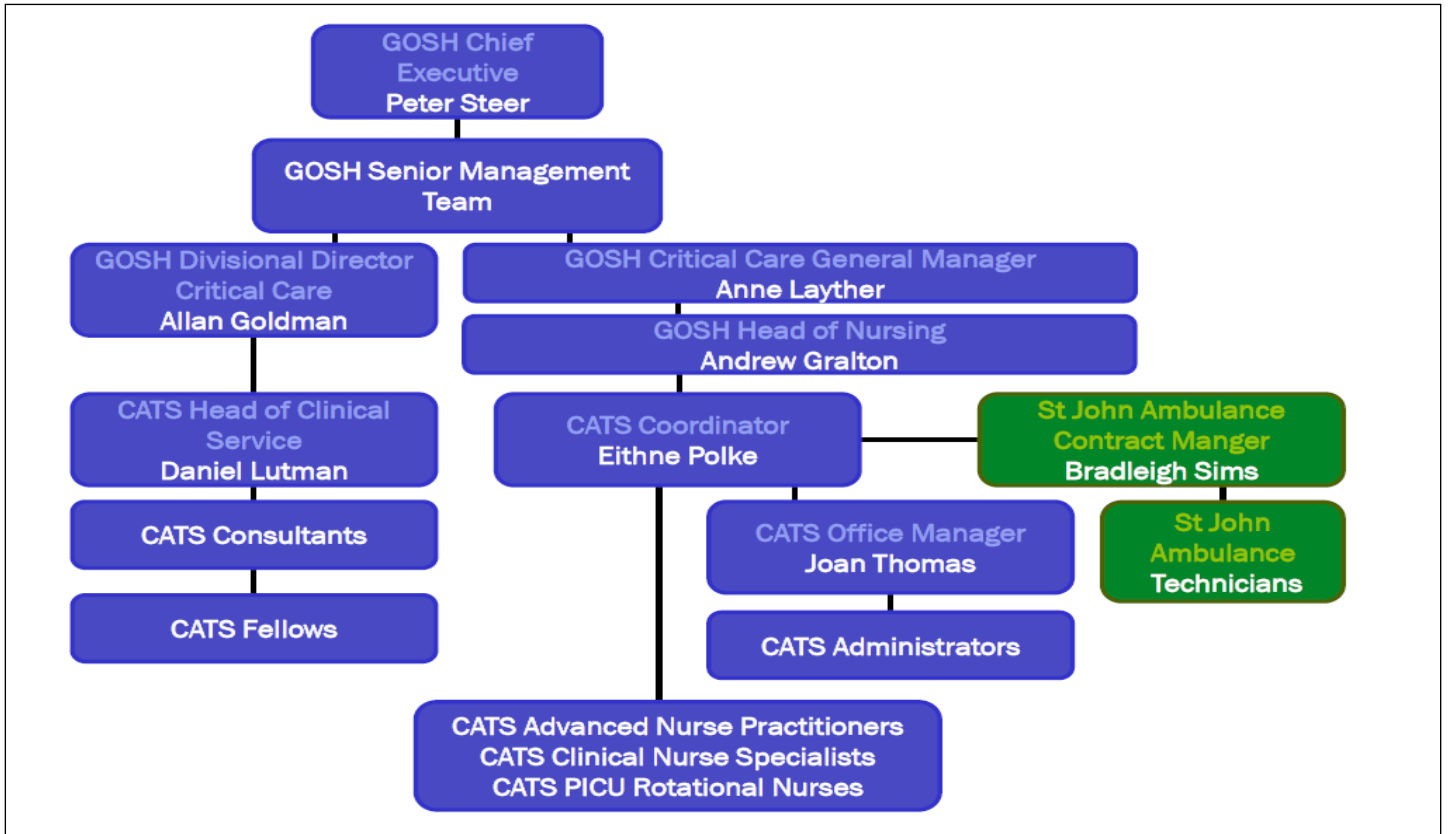 GOSH Chief
Executive
Peter Steer
GOSH Senior Management
Team
GOSH Divisional Director
Critical Care
Allan Goldman
GOSH Critical Care General Manager
Anne Layther
GOSH Head of Nursing
Andrew Gralton
CATS Head of Clinical
Service
Daniel Lutman
CATS Coordinator
Eithne Polke
St John Ambulance
Contract Manger
Bradleigh Sims
CATS Consultants
CATS Office Manager
Joan Thomas
St John
Ambulance
Technicians
CATS Fellows
CATS Administrators
CATS Advanced Nurse Practitioners
CATS Clinical Nurse Specialists
CATS PICU Rotational Nurses